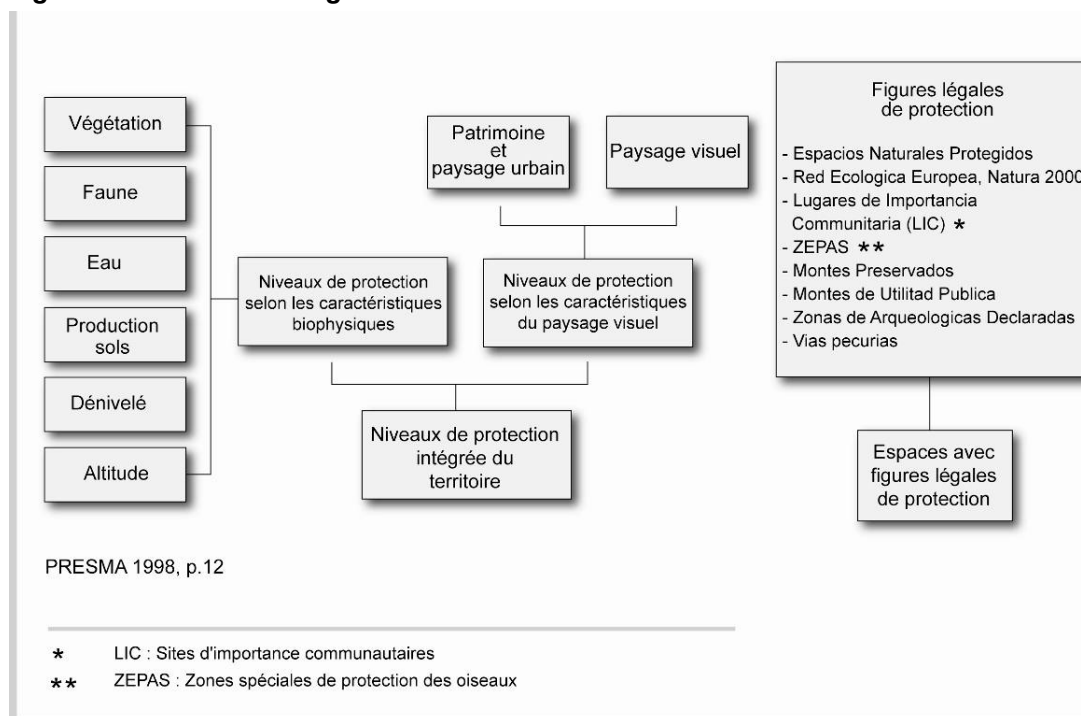 Végétation
Faune
Eau
Production
sols
Dénivelé
Altitude
Niveaux de protection
selon les caractéristiques
biophysiques
Patrimoine
et
paysage urbain
Paysage visuel
Niveaux de protection
selon les caractéristiques
du paysage visuel
Niveaux de protection
intégrée du
territoire
Figures légales
de protection
- Espacios Naturales Protegidos
- Red Ecologica Europea, Natura 2000
- Lugares de Importancia
Communitaria (LIC) *
- ZEPAS **
- Montes Preservados
- Montes de Utilitad Publica
- Zonas de Arqueologicas Declaradas
- Vias pecurias
Espaces avec
figures légales
de protection
PRESMA 1998, p.12
* LIC : Sites d'importance communautaires
** ZEPAS : Zones spéciales de protection des oiseaux